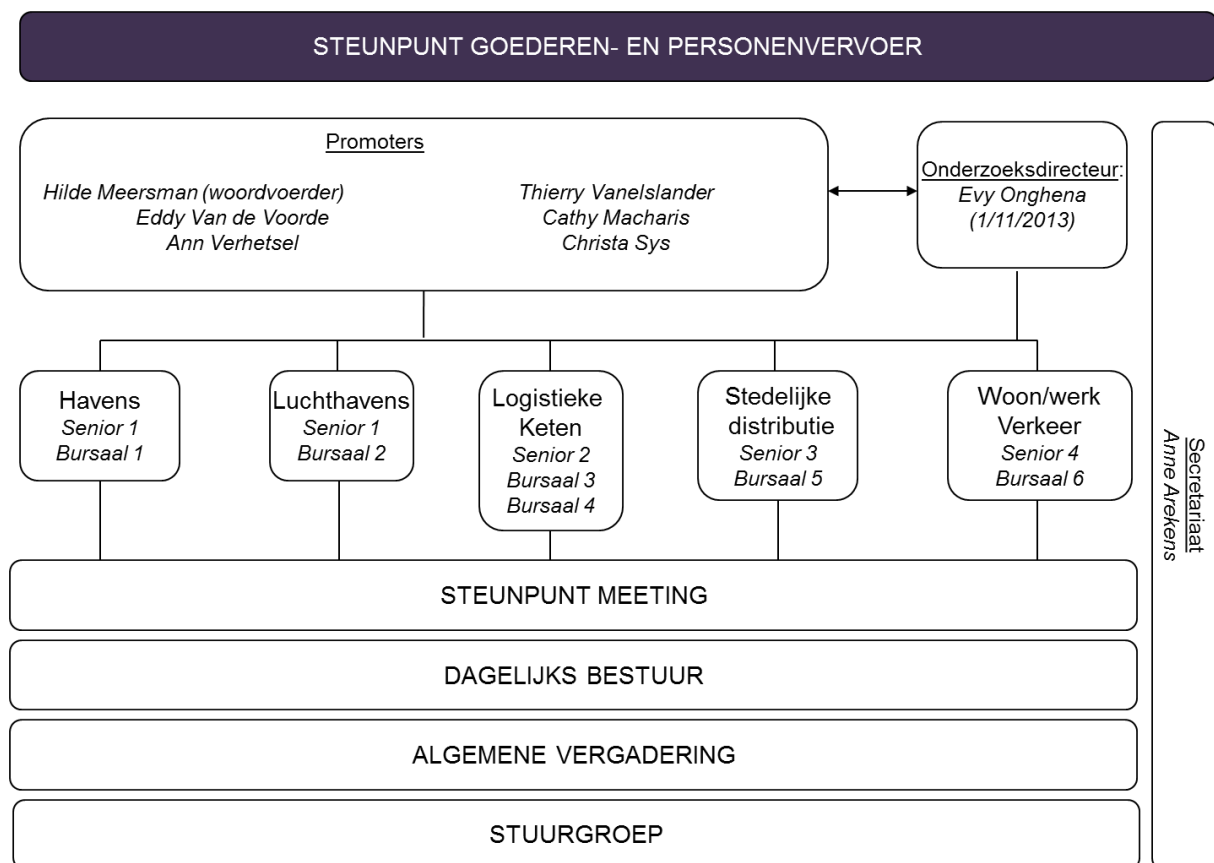 STEUNPUNT GOEDEREN- EN PERSONENVERVOER
Promoters
Hilde Meersman (woordvoerder)
Eddy Van de Voorde
Ann Verhetsel
Thierry Vanelslander
Cathy Macharis
Christa Sys
Onderzoeksdirecteur:
Evy Onghena
(1/11/2013)
Havens
Senior 1
Bursaal 1
Luchthavens
Senior 1
Bursaal 2
Logistieke
Keten
Senior 2
Bursaal 3
Bursaal 4
Stedelijke
distributie
Senior 3
Bursaal 5
Woon/werk
Verkeer
Senior 4
Bursaal 6
Secretariaat
Anne Arekens
STEUNPUNT MEETING
DAGELIJKS BESTUUR
ALGEMENE VERGADERING
STUURGROEP